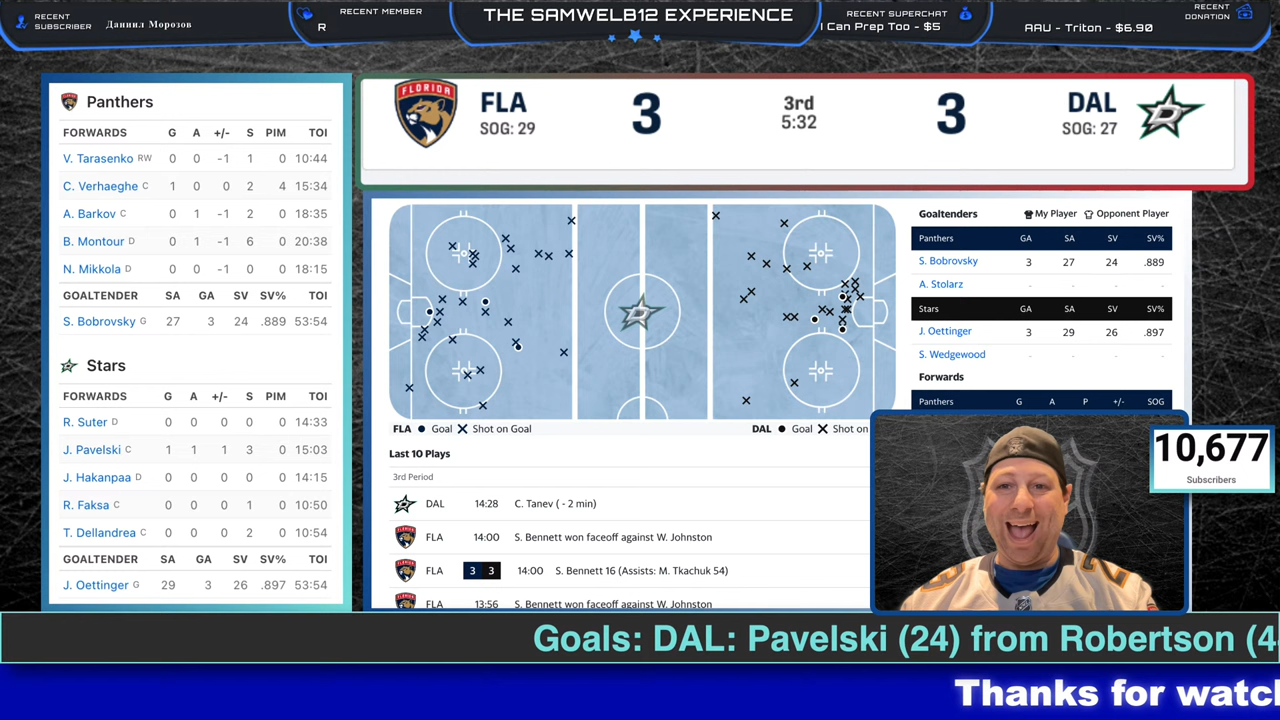 RECENT SUBSCRIBER
Даниил Морозов
RECENT MEMBER
R
THE SAMWELB12 EXPERIENCE
RECENT SUPERCHAT
I Can Prep Too - $5
RECENT DONATION
AAU - Triton - $6.90
Panthers
FORWARDS G A +/- S PIM TOI
V. Tarasenko RW 0 0 -1 1 0 10:44
C. Verhaeghe C 1 0 0 2 4 15:34
A. Barkov C 0 1 -1 2 0 18:35
B. Montour D 0 1 -1 6 0 20:38
N. Mikkola D 0 0 -1 0 0 18:15
GOALTENDER SA GA SV SV% TOI
S. Bobrovsky G 27 3 24 .889 53:54
Stars
FORWARDS G A +/- S PIM TOI
R. Suter D 0 0 0 0 0 14:33
J. Pavelski C 1 1 1 3 0 15:03
J. Hakanpaa D 0 0 0 0 0 14:15
R. Faksa C 0 0 0 1 0 10:50
T. Dellandrea C 0 0 0 2 0 10:54
GOALTENDER SA GA SV SV% TOI
J. Oettinger G 29 3 26 .897 53:54
FLORIDA
FLA
SOG: 29
3
3rd
5:32
3
DAL
SOG: 27
FLA Goal Shot on Goal
DAL Goal Shot on
Goaltenders My Player Opponent Player
Panthers GA SA SV SV%
S. Bobrovsky 3 27 24 .889
A. Stolarz - - - -
Stars GA SA SV SV%
J. Oettinger 3 29 26 .897
S. Wedgewood - - - -
Forwards
Panthers G A P +/- SOG
Last 10 Plays
3rd Period
DAL 14:28 C. Tanev ( - 2 min)
FLA 14:00 S. Bennett won faceoff against W. Johnston
FLA 3 3 14:00 S. Bennett 16 (Assists: M. Tkachuk 54)
FLA 13:56 S. Bennett won faceoff against W. Johnston
10,677
Subscribers
Goals: DAL: Pavelski (24) from Robertson (4
Thanks for watc